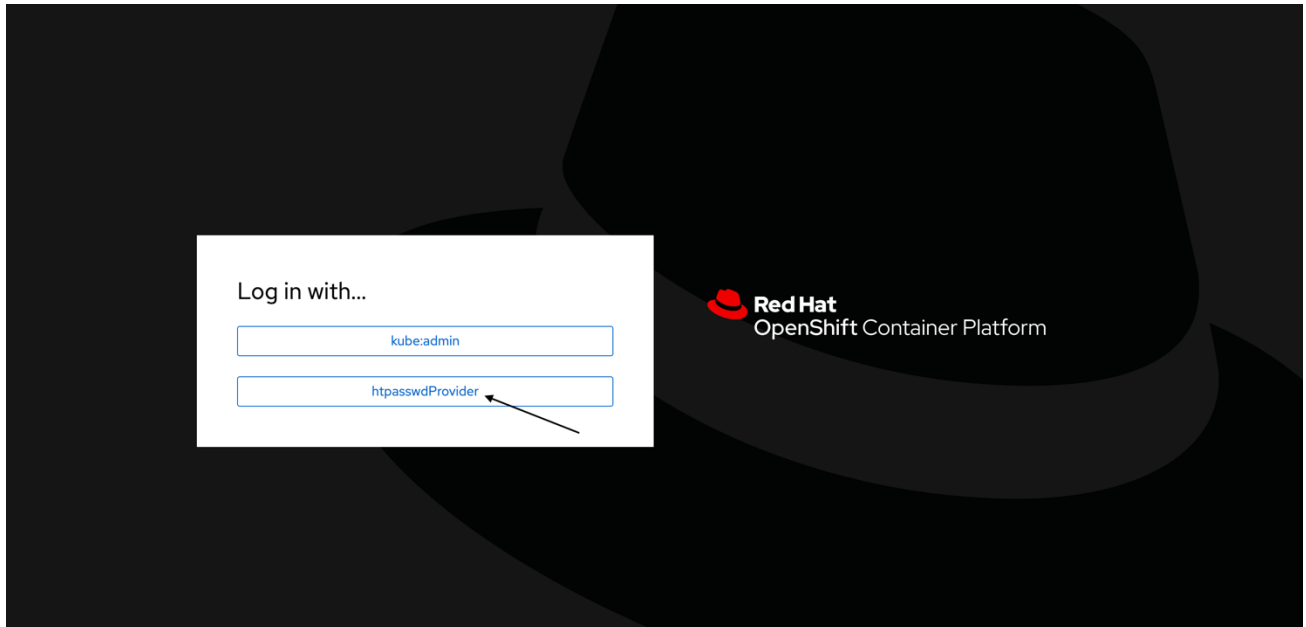 Log in with...
kube:admin
htpasswdProvider
Red Hat
OpenShift Container Platform